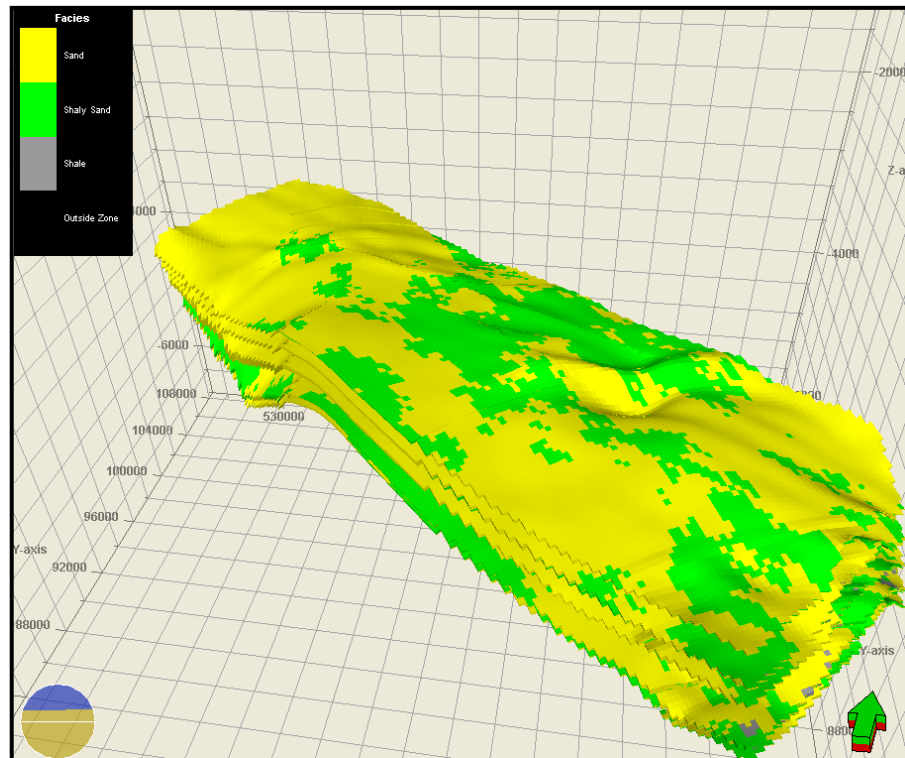 Facies
Sand
Shaly Sand
Shale
Outside Zone
-2000
Z-a
-4000
-6000
108000
530000
104000
100000
96000
Y-axis
92000
88000
Y-axis